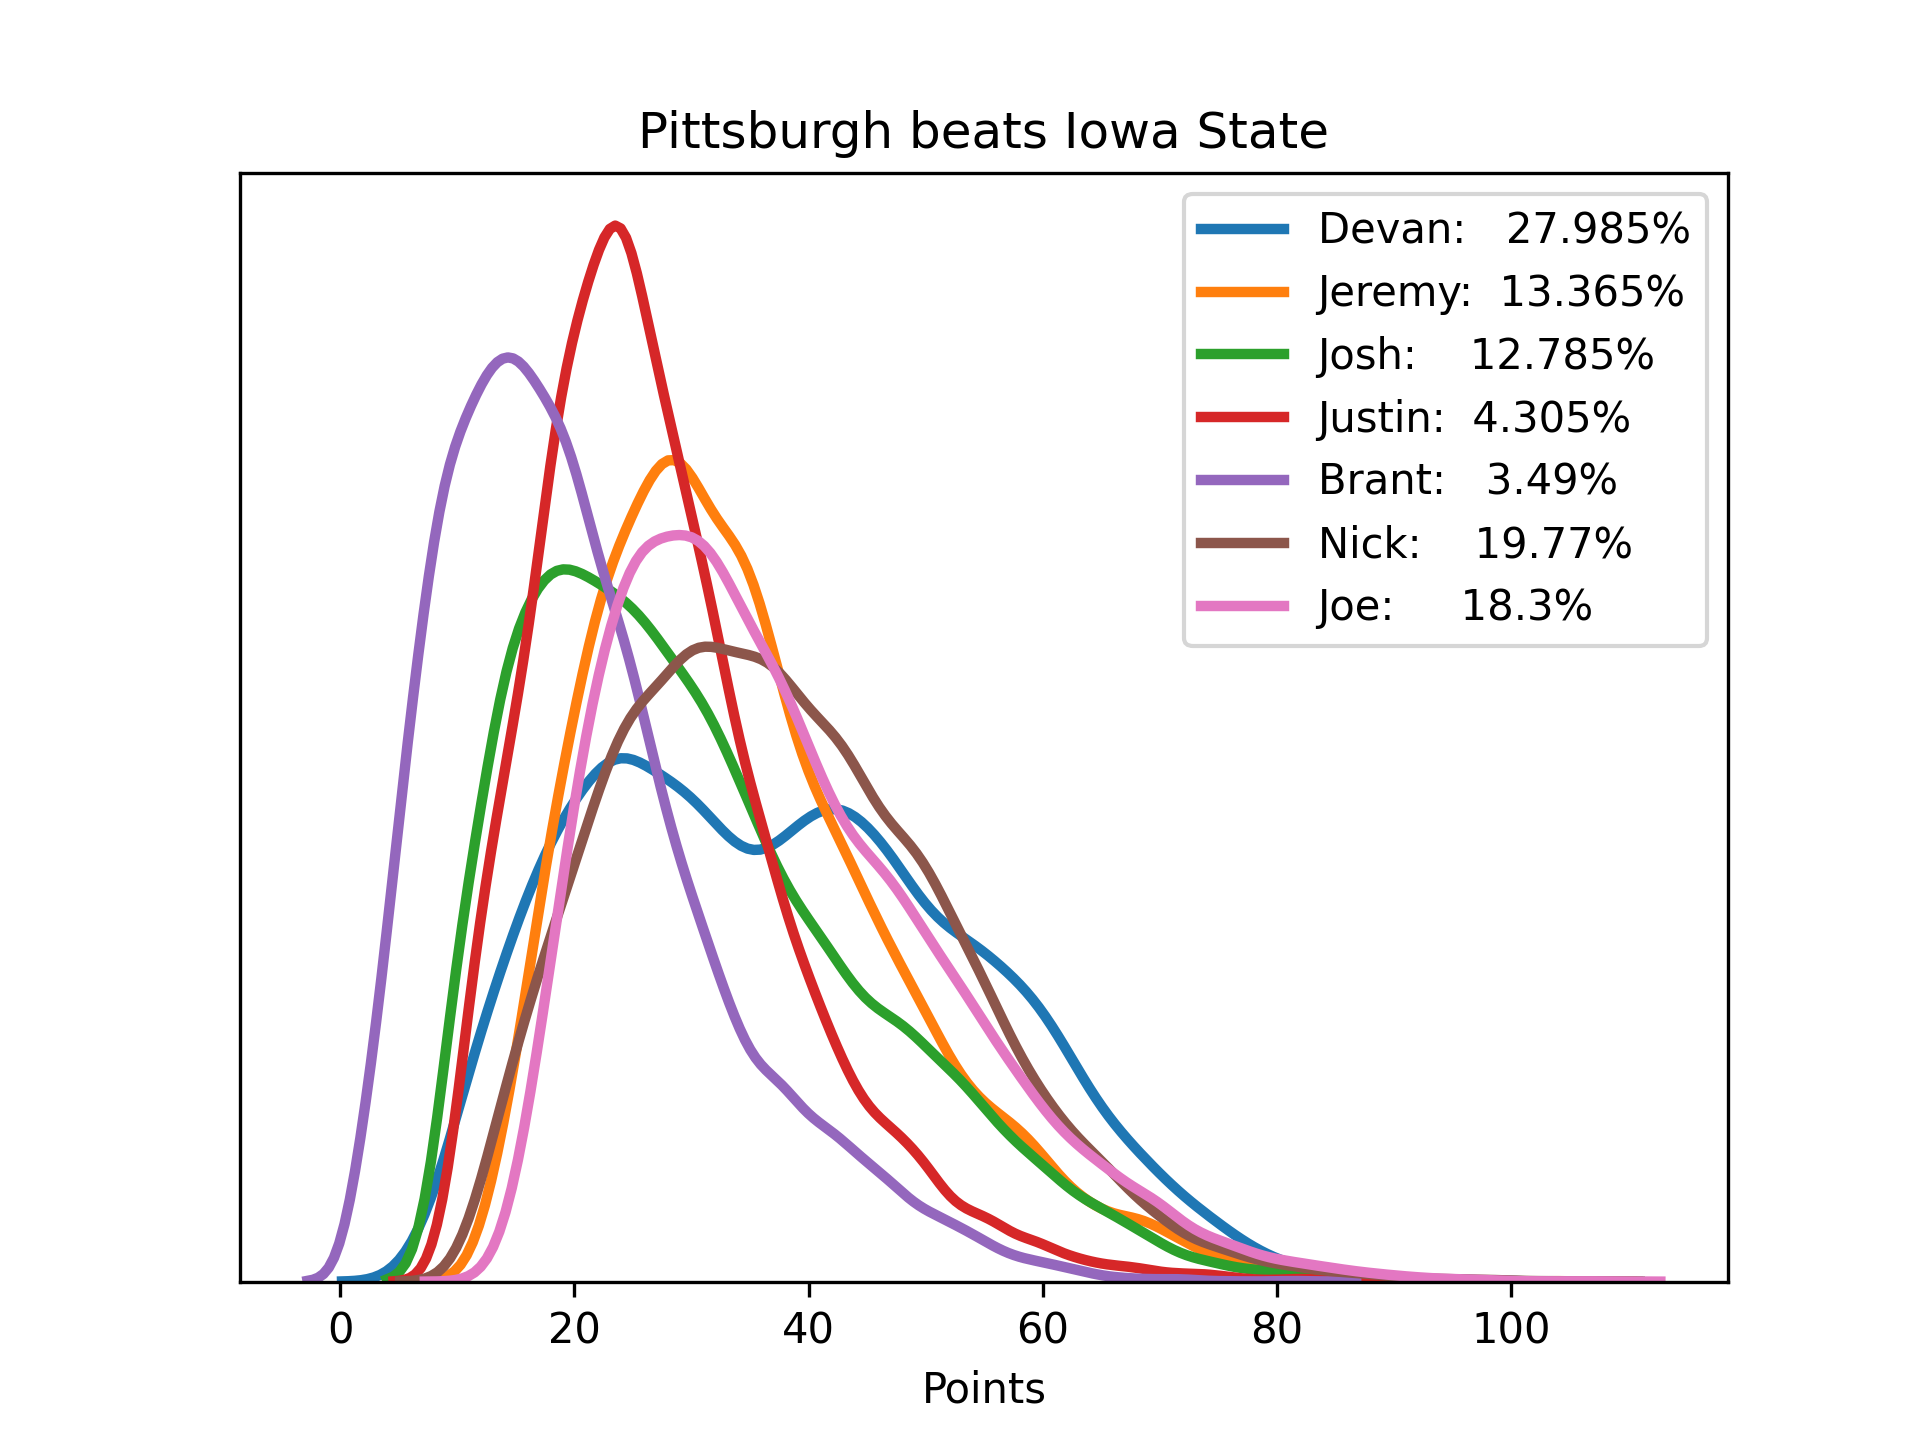 Pittsburgh beats Iowa State
Devan: 27.985%
Jeremy: 13.365%
Josh: 12.785%
Justin: 4.305%
Brant: 3.49%
Nick: 19.77%
Joe: 18.3%
0 20 40 60 80 100
Points